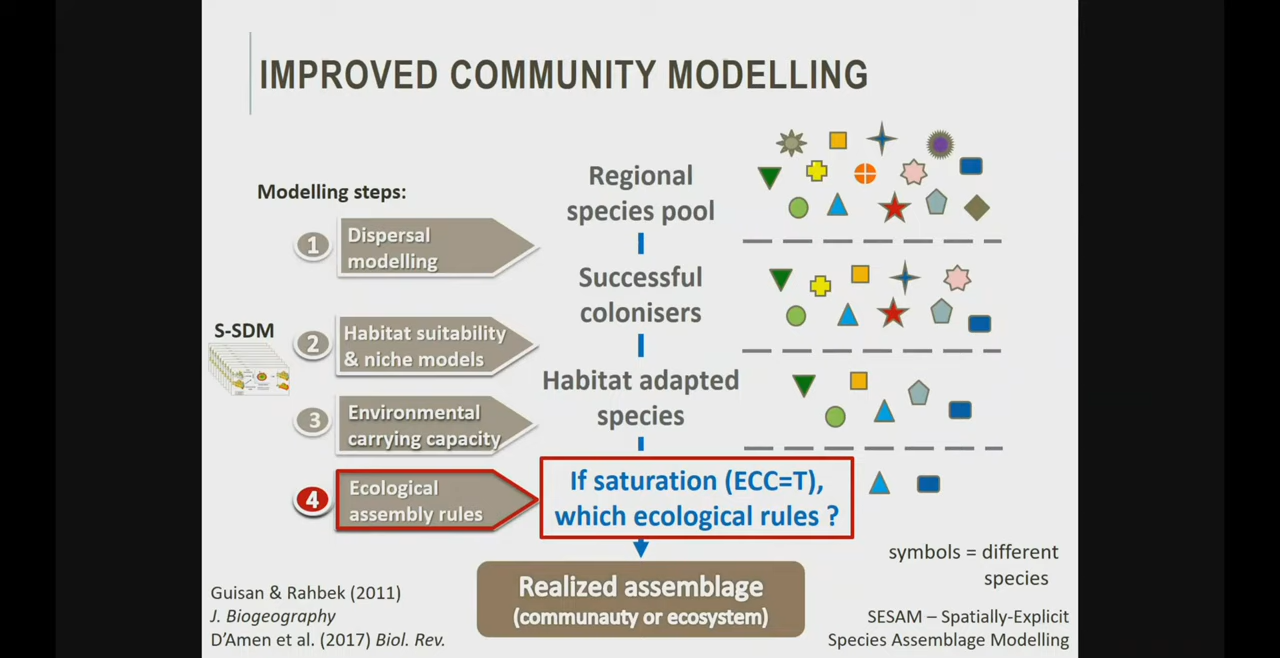 IMPROVED COMMUNITY MODELLING
Modelling steps:
1
Dispersal
modelling
S-SDM
2
Habitat suitability
& niche models
3
Environmental
carrying capacity
4
Ecological
assembly rules
Regional
species pool
Successful
colonisers
Habitat adapted
species
If saturation (ECC=T),
which ecological rules ?
Realized assemblage
(communauty or ecosystem)
symbols = different
species
Guisan & Rahbek (2011)
J. Biogeography
D'Amen et al. (2017) Biol. Rev.
SESAM – Spatially-Explicit
Species Assemblage Modelling